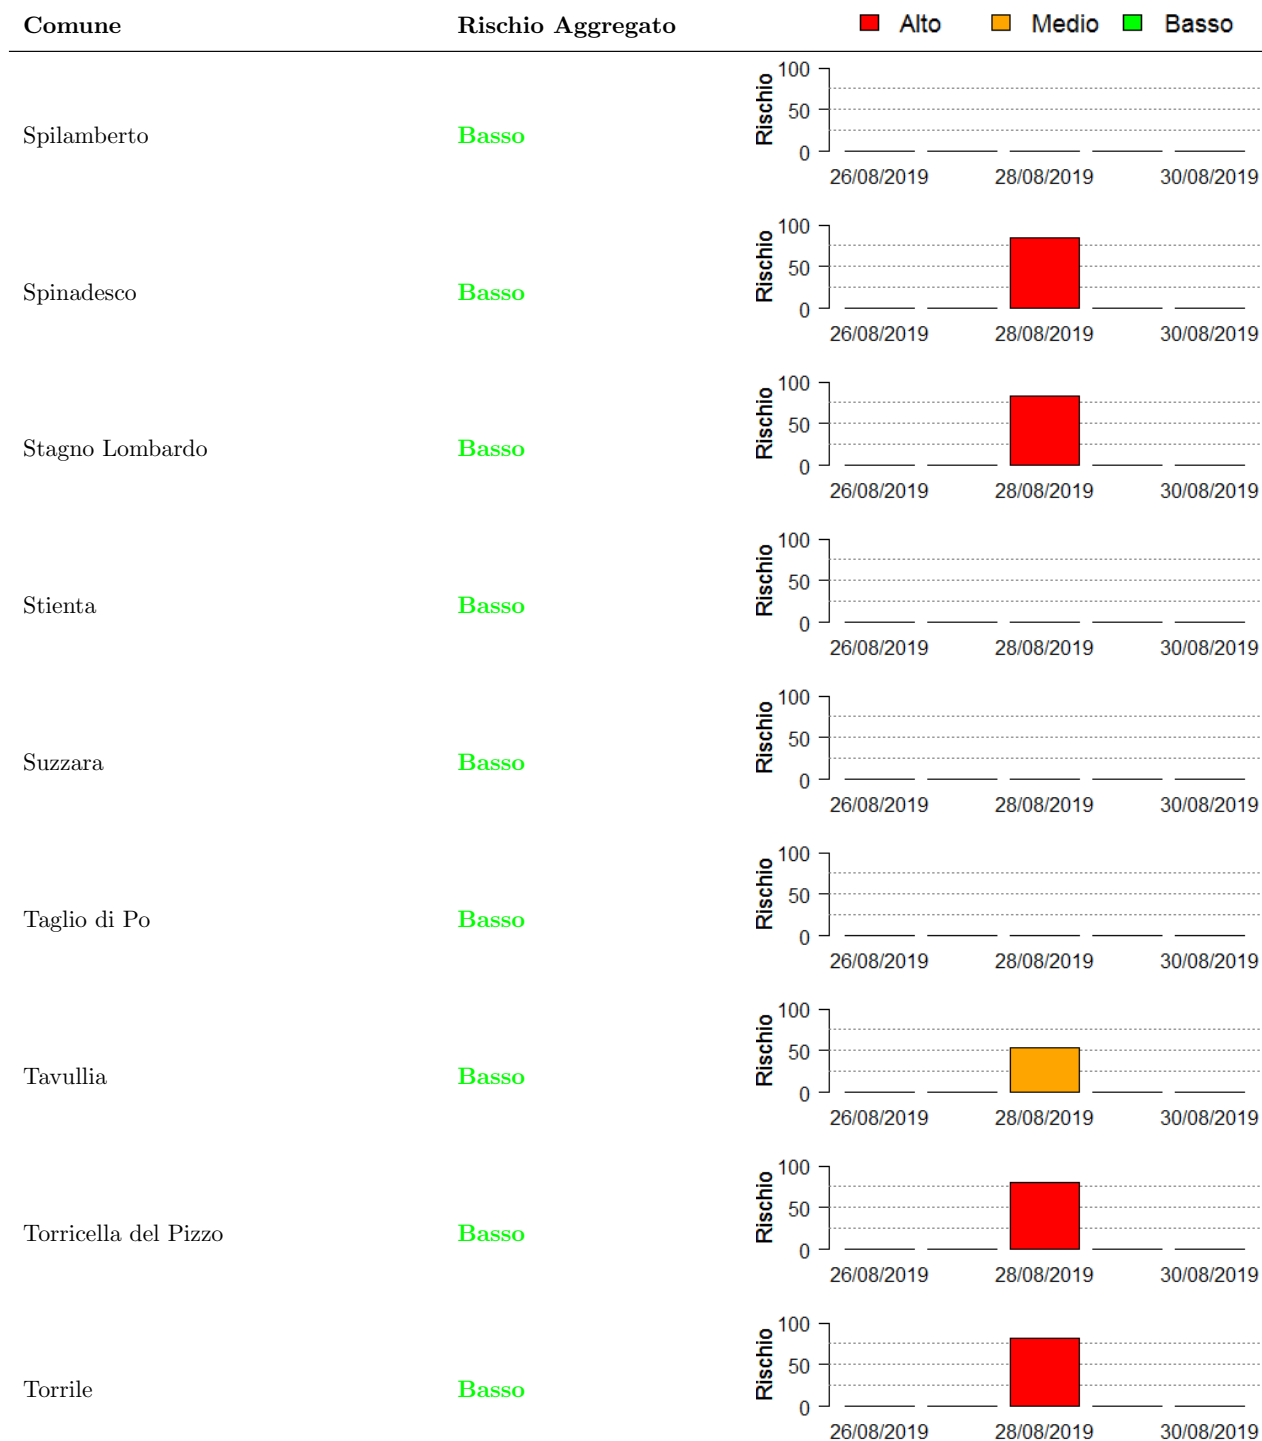 Comune Rischio Aggregato Alto Medio Basso
100
50
0
Rischio
Spilamberto Basso
26/08/2019 28/08/2019 30/08/2019
100
50
0
Rischio
Spinadesco Basso
26/08/2019 28/08/2019 30/08/2019
100
50
0
Rischio
Stagno Lombardo Basso
26/08/2019 28/08/2019 30/08/2019
100
50
0
Rischio
Stienta Basso
26/08/2019 28/08/2019 30/08/2019
100
50
0
Rischio
Suzzara Basso
26/08/2019 28/08/2019 30/08/2019
100
50
0
Rischio
Taglio di Po Basso
26/08/2019 28/08/2019 30/08/2019
100
50
0
Rischio
Tavullia Basso
26/08/2019 28/08/2019 30/08/2019
100
50
0
Rischio
Torricella del Pizzo Basso
26/08/2019 28/08/2019 30/08/2019
100
50
0
Rischio
Torrile Basso
26/08/2019 28/08/2019 30/08/2019